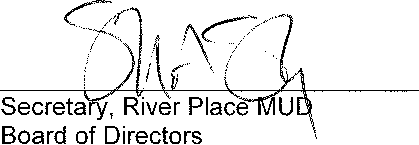 Secretary, River Place MUD
Board of Directors